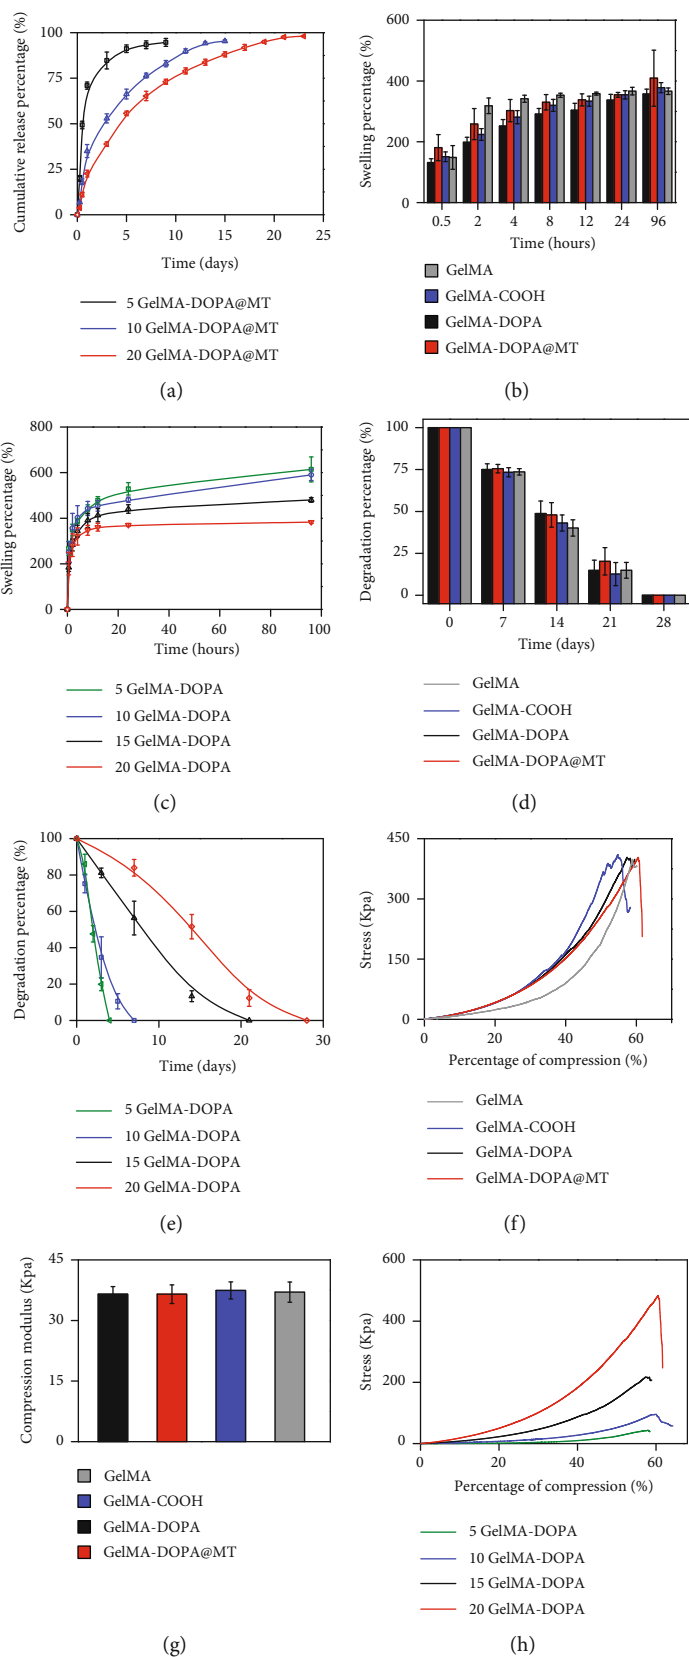 Cumulative release percentage (%)
100
75
50
25
0
0 5 10 15 20 25
Time (days)
5 GelMA-DOPA@MT
10 GelMA-DOPA@MT
20 GelMA-DOPA@MT
(a)
Swelling percentage (%)
600
400
200
0
0.5 2 4 8 12 24 96
Time (hours)
GelMA
GelMA-COOH
GelMA-DOPA
GelMA-DOPA@MT
(b)
Swelling percentage (%)
800
600
400
200
0
0 20 40 60 80 100
Time (hours)
5 GelMA-DOPA
10 GelMA-DOPA
15 GelMA-DOPA
20 GelMA-DOPA
(c)
Degradation percentage (%)
100
75
50
25
0
0 7 14 21 28
Time (days)
GelMA
GelMA-COOH
GelMA-DOPA
GelMA-DOPA@MT
(d)
Degradation percentage (%)
100
80
60
40
20
0
0 10 20 30
Time (days)
5 GelMA-DOPA
10 GelMA-DOPA
15 GelMA-DOPA
20 GelMA-DOPA
(e)
Stress (Kpa)
450
300
150
0
0 20 40 60
Percentage of compression (%)
GelMA
GelMA-COOH
GelMA-DOPA
GelMA-DOPA@MT
(f)
Compression modulus (Kpa)
45
30
15
0
GelMA
GelMA-COOH
GelMA-DOPA
GelMA-DOPA@MT
(g)
Stress (Kpa)
600
400
200
0
0 20 40 60
Percentage of compression (%)
5 GelMA-DOPA
10 GelMA-DOPA
15 GelMA-DOPA
20 GelMA-DOPA
(h)